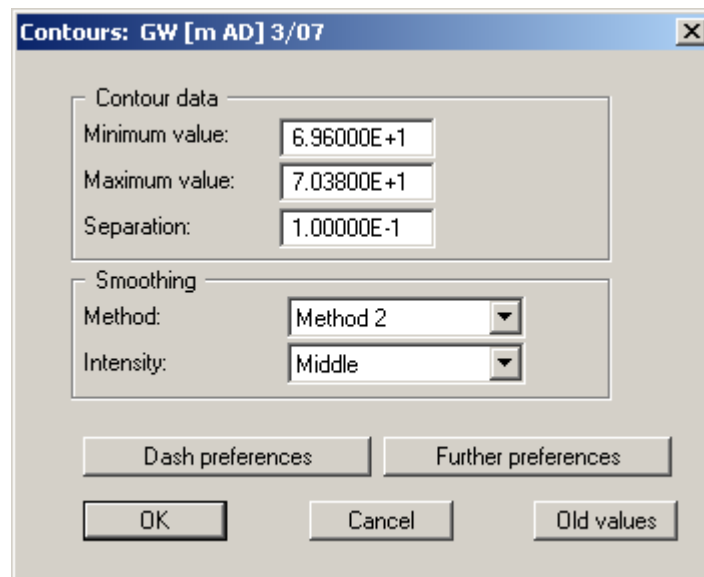 Contours:  GW [m AD] 3/07
Contour data
Minimum value: 6.96000E+1
Maximum value: 7.03800E+1
Separation: 1.00000E-1
Smoothing
Method: Method 2
Intensity: Middle
Dash preferences Further preferences
OK Cancel Old values